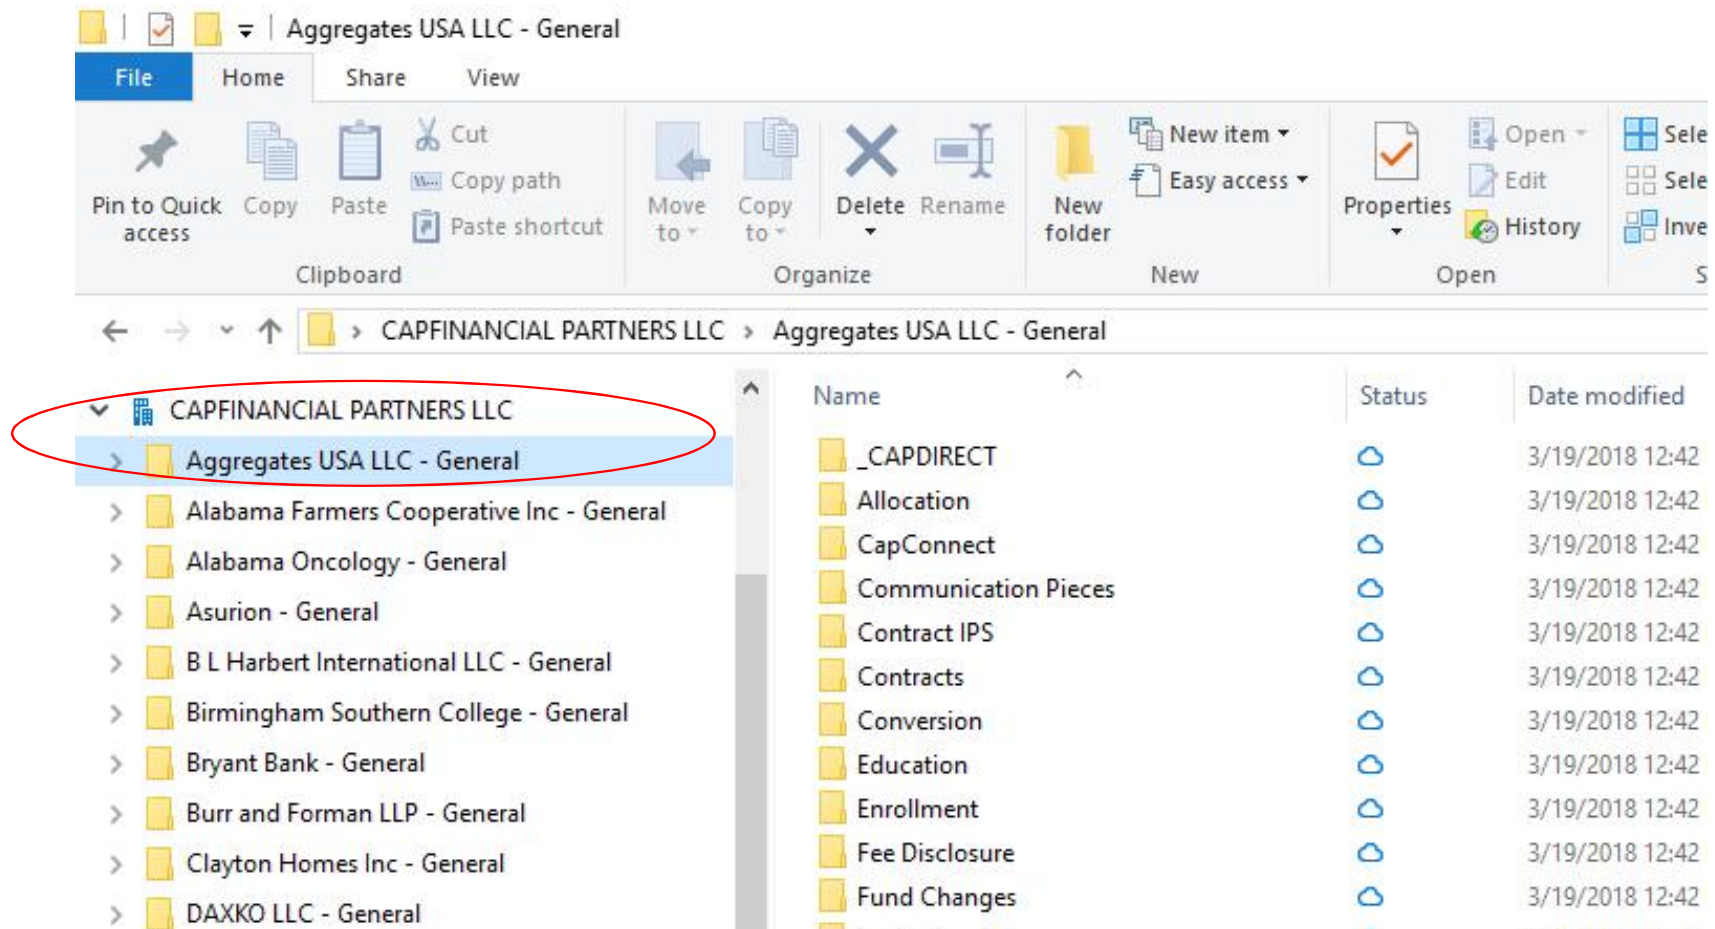 Aggregates USA LLC - General
File Home Share View
Pin to Quick access
Copy
Paste
Cut
Copy path
Paste shortcut
Clipboard
Move to
Copy to
Delete
Rename
Organize
New folder
New item
Easy access
New
Properties
Open
Edit
History
Open
Sele
Sele
Inve
S
CAPFINANCIAL PARTNERS LLC > Aggregates USA LLC - General
CAPFINANCIAL PARTNERS LLC
Aggregates USA LLC - General
Alabama Farmers Cooperative Inc - General
Alabama Oncology - General
Asurion - General
B L Harbert International LLC - General
Birmingham Southern College - General
Bryant Bank - General
Burr and Forman LLP - General
Clayton Homes Inc - General
DAXKO LLC - General
Name Status Date modified
_CAPDIRECT 3/19/2018 12:42
Allocation 3/19/2018 12:42
CapConnect 3/19/2018 12:42
Communication Pieces 3/19/2018 12:42
Contract IPS 3/19/2018 12:42
Contracts 3/19/2018 12:42
Conversion 3/19/2018 12:42
Education 3/19/2018 12:42
Enrollment 3/19/2018 12:42
Fee Disclosure 3/19/2018 12:42
Fund Changes 3/19/2018 12:42